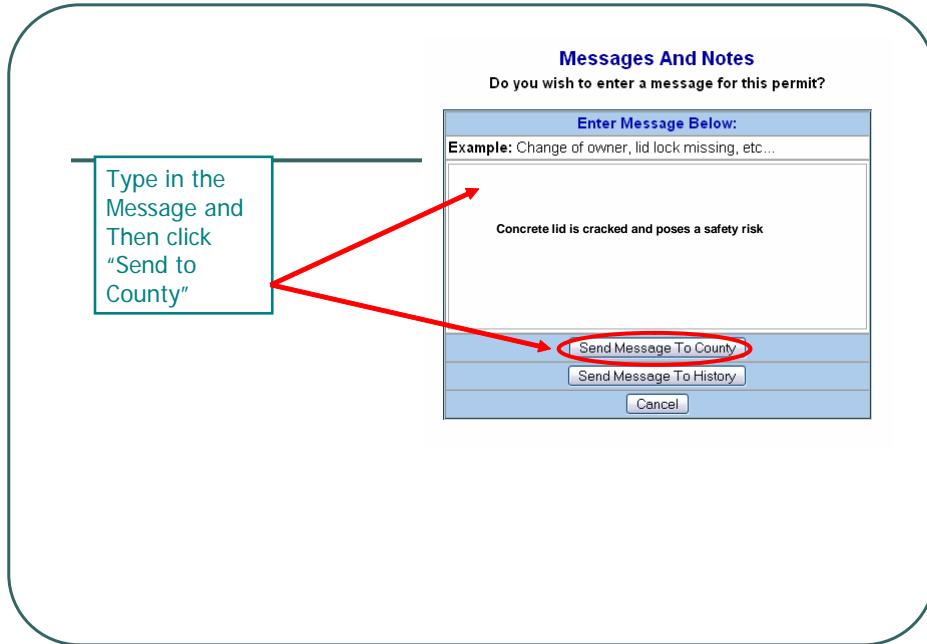 Messages And Notes
Do you wish to enter a message for this permit?
Enter Message Below:
Example: Change of owner, lid lock missing, etc...
Type in the
Message and
Then click
“Send to
County”
Concrete lid is cracked and poses a safety risk
Send Message To County
Send Message To History
Cancel